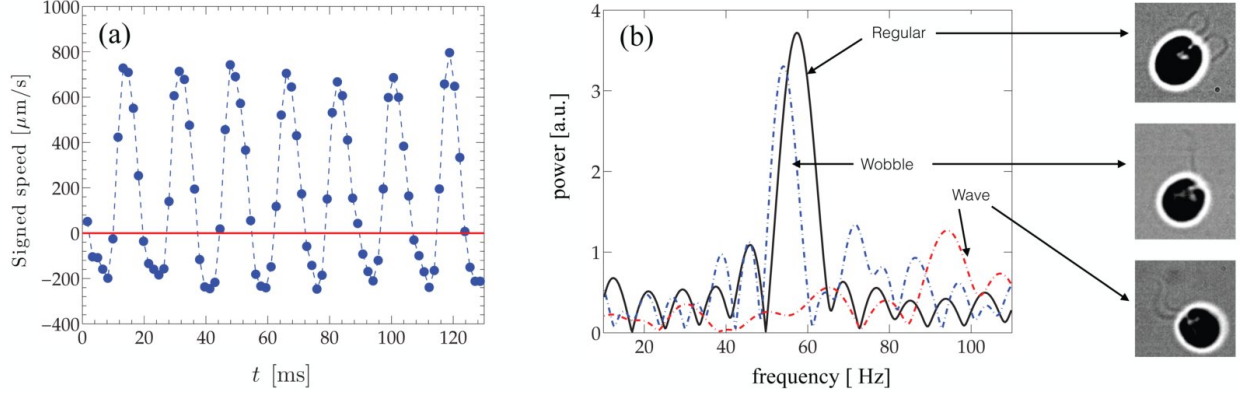 (a)
Signed speed [μm/s]
1000
800
600
400
200
0
−200
−400
0
20
40
60
80
100
120
t [ms]
(b)
power [a.u.]
4
3
2
1
0
20
40
60
80
100
frequency [ Hz]
Regular
Wobble
Wave